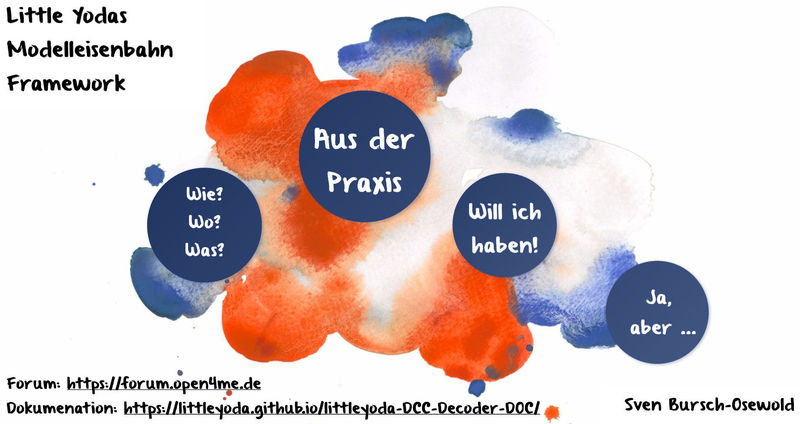 Little Yodas
Modelleisenbahn
Framework
Aus der
Praxis
Wie?
Wo?
Was?
Will ich
haben!
Ja,
aber ...
Forum: https://forum.open4me.de
Dokumenation: https://littleyoda.github.io/littleyoda-DCC-Decoder-DOC/
Sven Bursch-Osewold